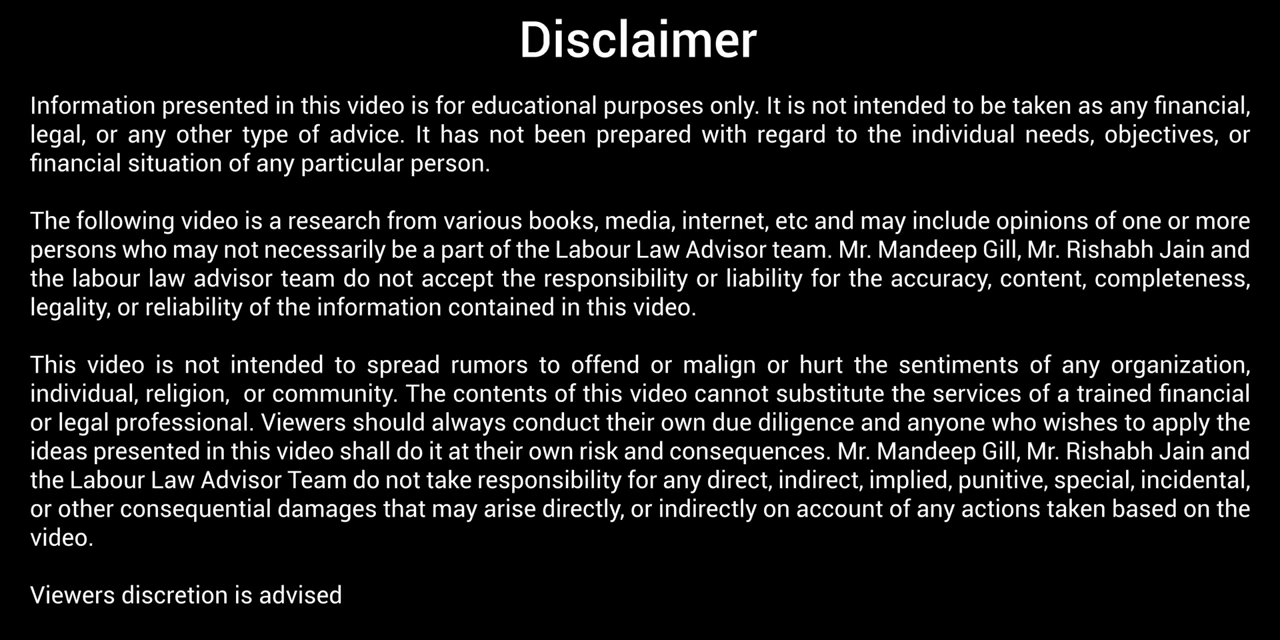 Disclaimer
Information presented in this video is for educational purposes only. It is not intended to be taken as any financial,
legal, or any other type of advice. It has not been prepared with regard to the individual needs, objectives, or
financial situation of any particular person.
The following video is a research from various books, media, internet, etc and may include opinions of one or more
persons who may not necessarily be a part of the Labour Law Advisor team. Mr. Mandeep Gill, Mr. Rishabh Jain and
the labour law advisor team do not accept the responsibility or liability for the accuracy, content, completeness,
legality, or reliability of the information contained in this video.
This video is not intended to spread rumors to offend or malign or hurt the sentiments of any organization,
individual, religion,  or community. The contents of this video cannot substitute the services of a trained financial
or legal professional. Viewers should always conduct their own due diligence and anyone who wishes to apply the
ideas presented in this video shall do it at their own risk and consequences. Mr. Mandeep Gill, Mr. Rishabh Jain and
the Labour Law Advisor Team do not take responsibility for any direct, indirect, implied, punitive, special, incidental,
or other consequential damages that may arise directly, or indirectly on account of any actions taken based on the
video.
Viewers discretion is advised